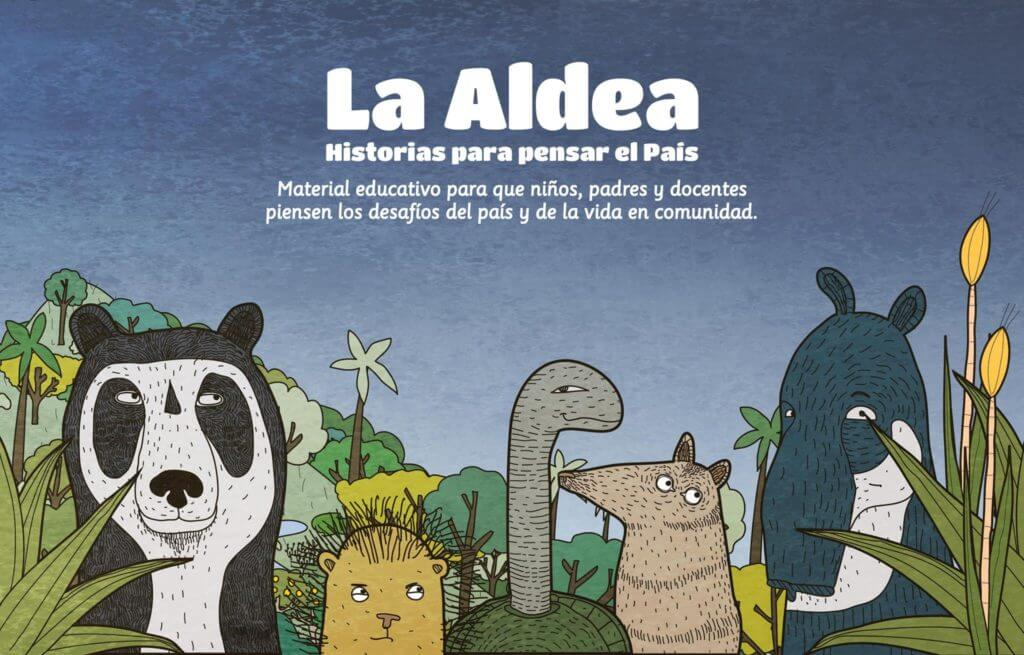 La Aldea
Historias para pensar el País
Material educativo para que niños, padres y docentes
piensen los desafíos del país y de la vida en comunidad.